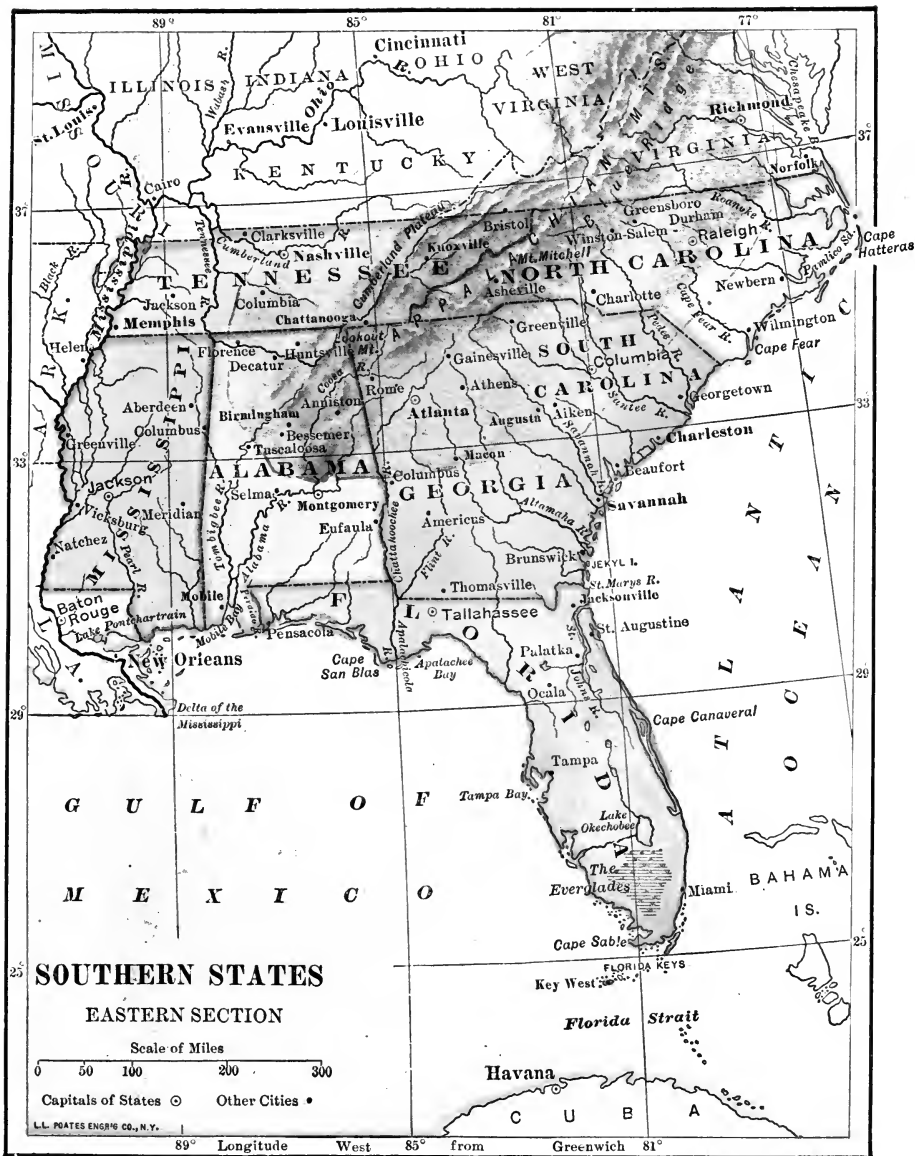 89° 85° 81° 77°
Cincinnati
OHIO
R.
ILLINOIS
INDIANA
Wabash R.
WEST
VIRGINIA
Chesapeake B.
St. Louis
Ohio
Evansville
Louisville
Richmond
37°
KENTUCKY
VIRGINIA
Blue Ridge
APPALACHIAN MTS
Norfolk
Cairo
37°
Mississippi R.
Tennessee R.
Clarksville
Cumberland R.
Nashville
Cumberland Plateau
Bristol
Greensboro
Roanoke R.
Durham
Winston-Salem
Raleigh
Knoxville
Mt. Mitchell
Cape
Hatteras
Pamlico Sd.
Black R.
TENNESSEE
NORTH CAROLINA
Asheville
Jackson
Columbia
Charlotte
Newbern
Cape Fear R.
Memphis
Chattanooga
Greenville
Wilmington
Cape Fear
ARK.
Helena
Florence
Huntsville
Lookout
Mt.
Decatur
Gainesville
SOUTH
Pedee R.
Columbia
Coosa R.
Rome
Athens
CAROLINA
Santee R.
Georgetown
33°
Aberdeen
Birmingham
Anniston
Atlanta
Augusta
Aiken
Savannah R.
Greenville
Columbus
Bessemer
Tuscaloosa
Charleston
33°
ALABAMA
Macon
Beaufort
Columbus
GEORGIA
Jackson
Selma
Montgomery
Savannah
Vicksburg
Meridian
Tombigbee R.
Alabama R.
Eufaula
Americus
Altamaha R.
MISSISSIPPI
Natchez
Pearl R.
Chattahoochee
Flint R.
Brunswick
JEKYL I.
Thomasville
St. Marys R.
Baton
Rouge
Mobile
Perdido
Jacksonville
Tallahassee
Lake Pontchartrain
Mobile Bay
Pensacola
St. Augustine
LA.
New Orleans
Cape
San Blas
Apalachicola R.
Apalachee
Bay
Palatka
St. Johns R.
Ocala
29°
29°
Delta of the
Mississippi
FLORIDA
Cape Canaveral
Tampa
Tampa Bay
ATLANTIC
OCEAN
GULF OF
MEXICO
Lake
Okechobee
The
Everglades
Miami
BAHAMA
IS.
Cape Sable
25°
25°
FLORIDA KEYS
Key West
Florida Strait
SOUTHERN STATES
EASTERN SECTION
Scale of Miles
0 50 100 150 200 300
Capitals of States Other Cities
L.L. POATES ENGR'G CO., N.Y.
Havana
CUBA
89° Longitude West 85° from Greenwich 81°